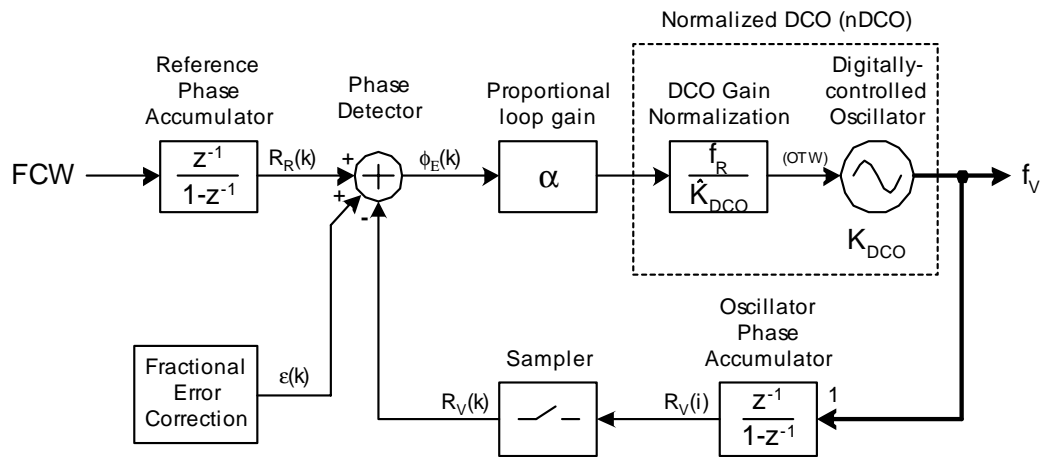 Normalized DCO (nDCO)
Reference
Phase
Accumulator
Phase
Detector
Proportional
loop gain
DCO Gain
Normalization
Digitally-
controlled
Oscillator
FCW
z⁻¹
1-z⁻¹
R_R(k)
+
+
-
+
ϕ_E(k)
α
f_R
K̂_DCO
(OTW)
f_V
K_DCO
Oscillator
Phase
Accumulator
Sampler
Fractional
Error
Correction
ε(k)
R_V(k)
R_V(i)
z⁻¹
1-z⁻¹
1